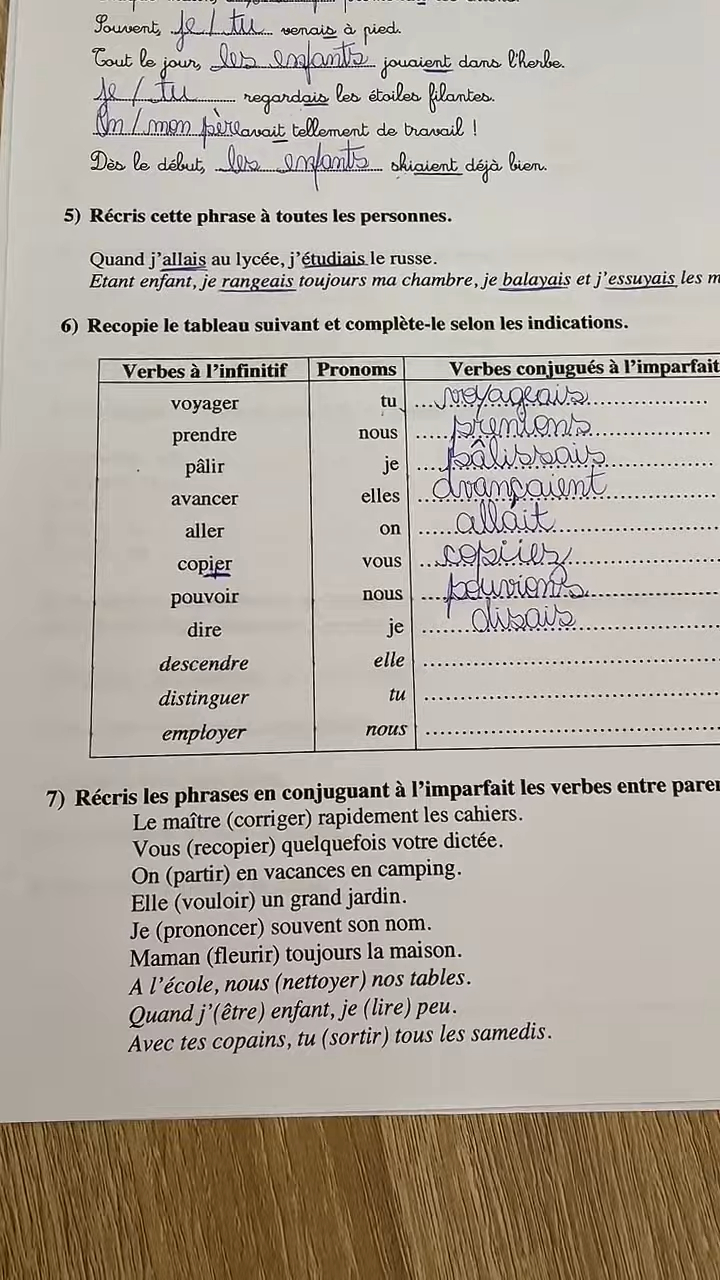 Souvent, je / tu venais à pied.
Tout le jour, les enfants jouaient dans l'herbe.
je / tu regardais les étoiles filantes.
On / mon père avait tellement de travail !
Dès le début, les enfants skiaient déjà bien.
5) Récris cette phrase à toutes les personnes.
Quand j'allais au lycée, j'étudiais le russe.
Etant enfant, je rangeais toujours ma chambre, je balayais et j'essuyais les m
6) Recopie le tableau suivant et complète-le selon les indications.
Verbes à l'infinitif Pronoms Verbes conjugués à l'imparfait
voyager tu voyageais
prendre nous prenions
pâlir je pâlissais
avancer elles avançaient
aller on allait
copier vous copiiez
pouvoir nous pouvions
dire je disais
descendre elle
distinguer tu
employer nous
7) Récris les phrases en conjuguant à l'imparfait les verbes entre paren
Le maître (corriger) rapidement les cahiers.
Vous (recopier) quelquefois votre dictée.
On (partir) en vacances en camping.
Elle (vouloir) un grand jardin.
Je (prononcer) souvent son nom.
Maman (fleurir) toujours la maison.
A l'école, nous (nettoyer) nos tables.
Quand j'(être) enfant, je (lire) peu.
Avec tes copains, tu (sortir) tous les samedis.